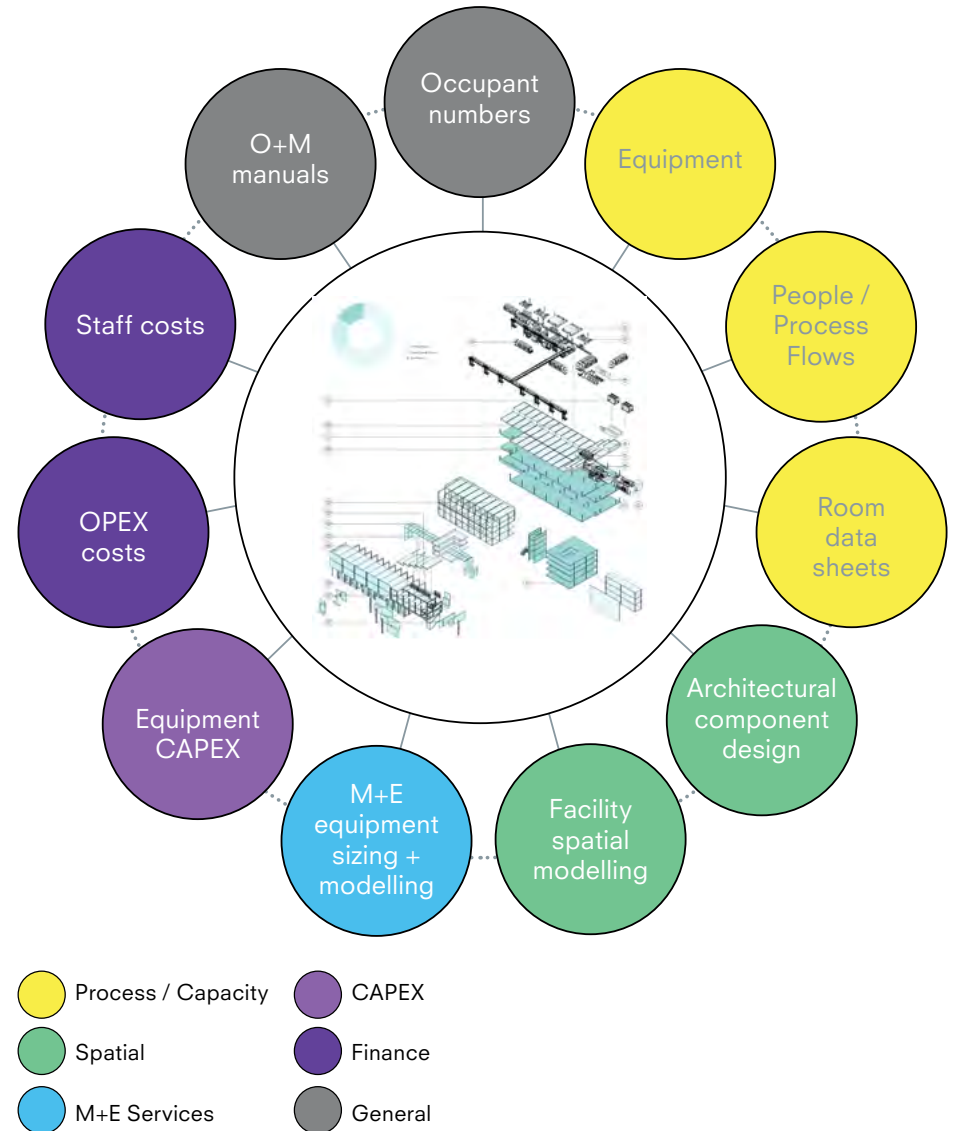 Occupant
numbers
Equipment
People /
Process
Flows
Room
data
sheets
Architectural
component
design
Facility
spatial
modelling
M+E
equipment
sizing +
modelling
Equipment
CAPEX
OPEX
costs
Staff costs
O+M
manuals
Process / Capacity
CAPEX
Spatial
Finance
M+E Services
General